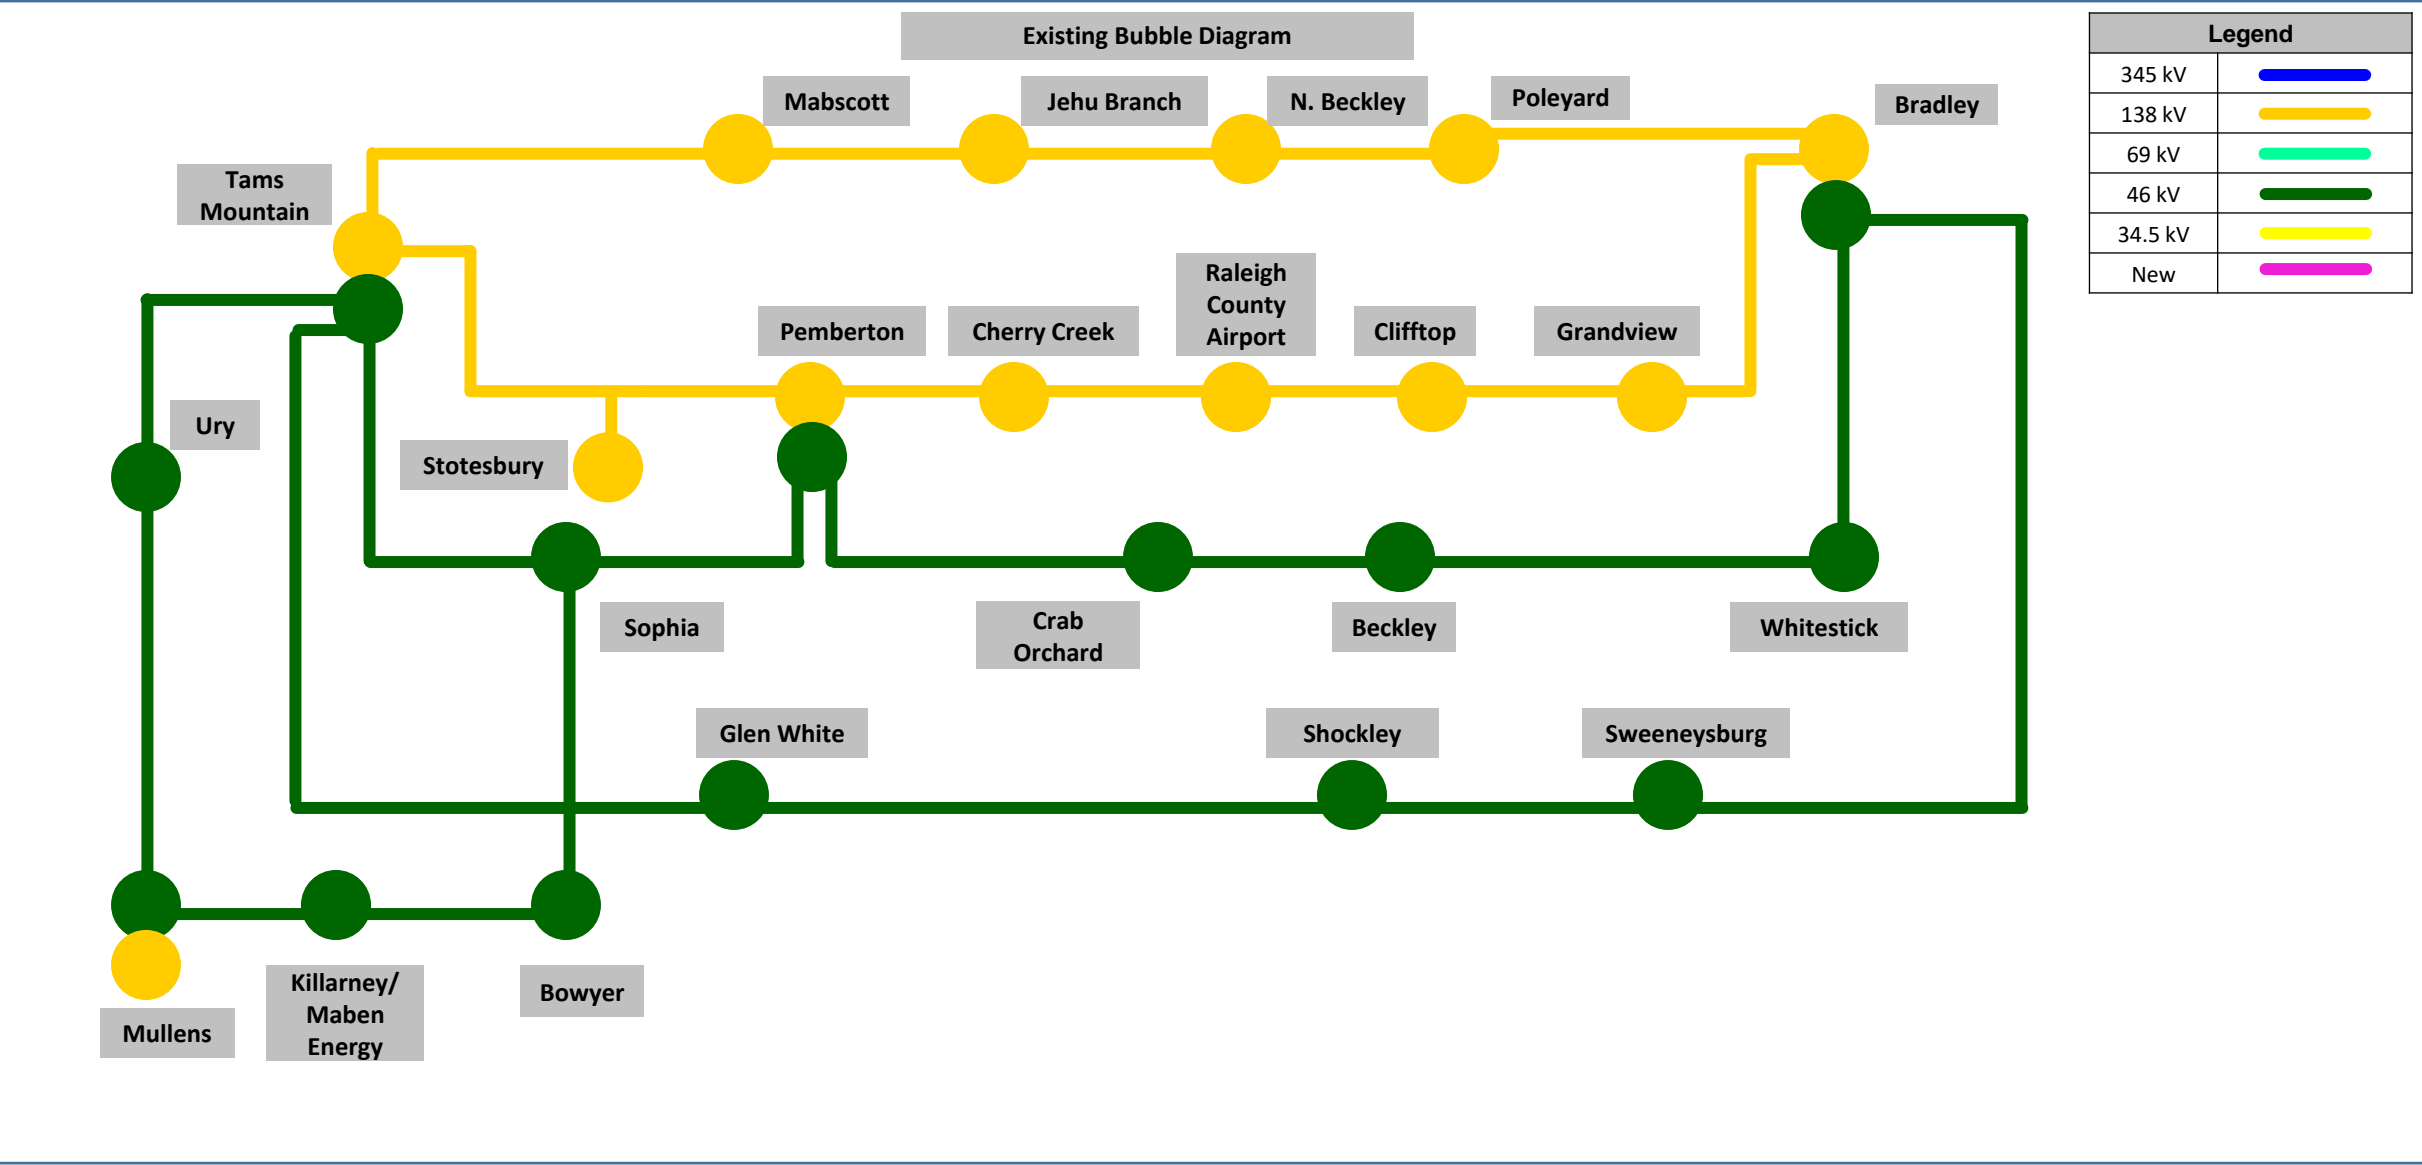 Existing Bubble Diagram
Legend
345 kV
138 kV
69 kV
46 kV
34.5 kV
New
Mabscott
Jehu Branch
N. Beckley
Poleyard
Bradley
Tams
Mountain
Pemberton
Cherry Creek
Raleigh
County
Airport
Clifftop
Grandview
Ury
Stotesbury
Sophia
Crab
Orchard
Beckley
Whitestick
Glen White
Shockley
Sweeneysburg
Mullens
Killarney/
Maben
Energy
Bowyer